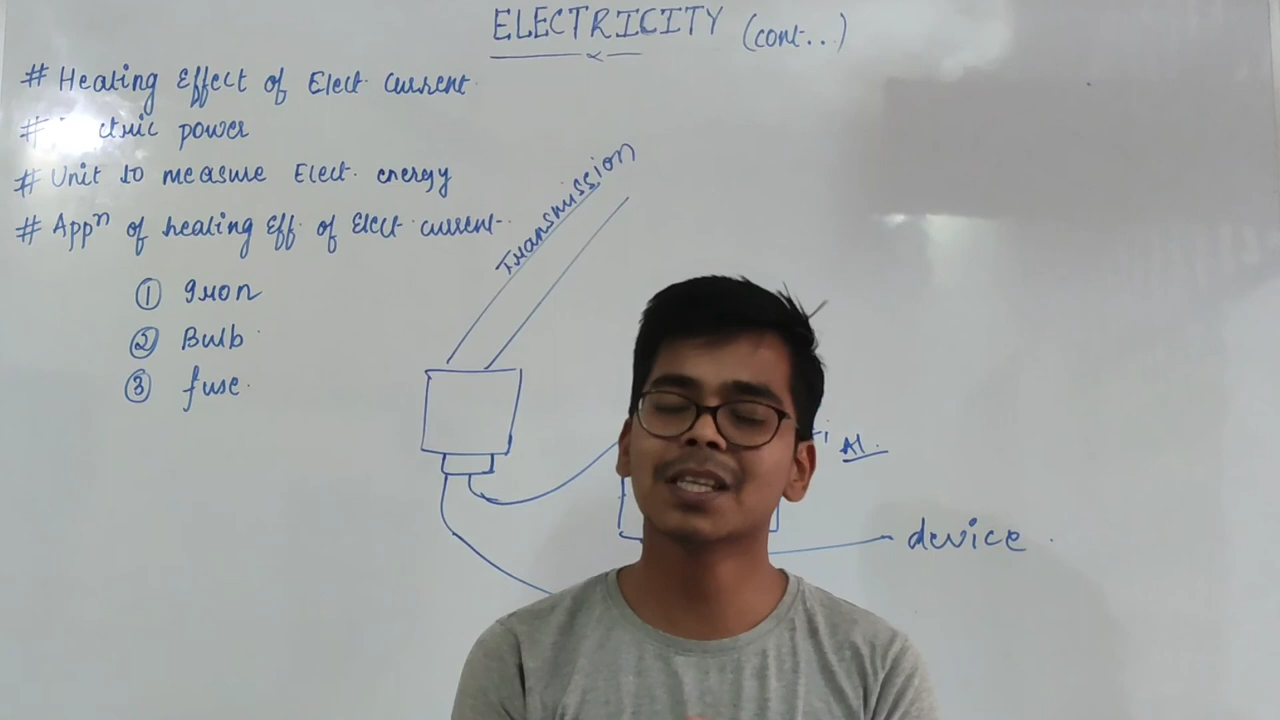 ELECTRICITY (cont...)
# Heating Effect of Elect. Current.
# power
# Unit to measure Elect. energy
# Appⁿ of heating Eff. of Elect. current.
① Iron
② Bulb
③ fuse.
Transmission
Al.
device